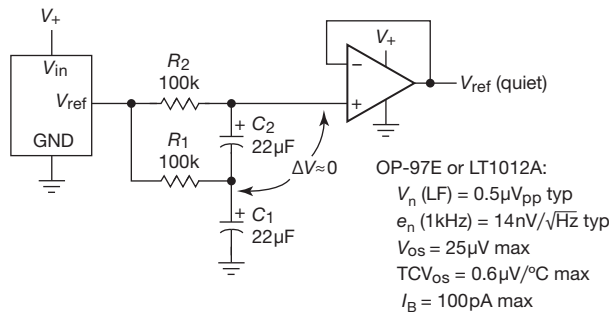 V+
Vin
Vref
GND
R2
100k
R1
100k
+ C2
22μF
+ C1
22μF
ΔV≈0
V+
−
+
Vref (quiet)
OP-97E or LT1012A:
Vn (LF) = 0.5μVpp typ
en (1kHz) = 14nV/√Hz typ
Vos = 25μV max
TCVos = 0.6μV/°C max
IB = 100pA max